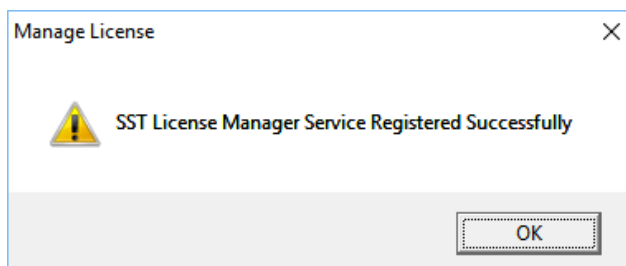 Manage License
SST License Manager Service Registered Successfully
OK